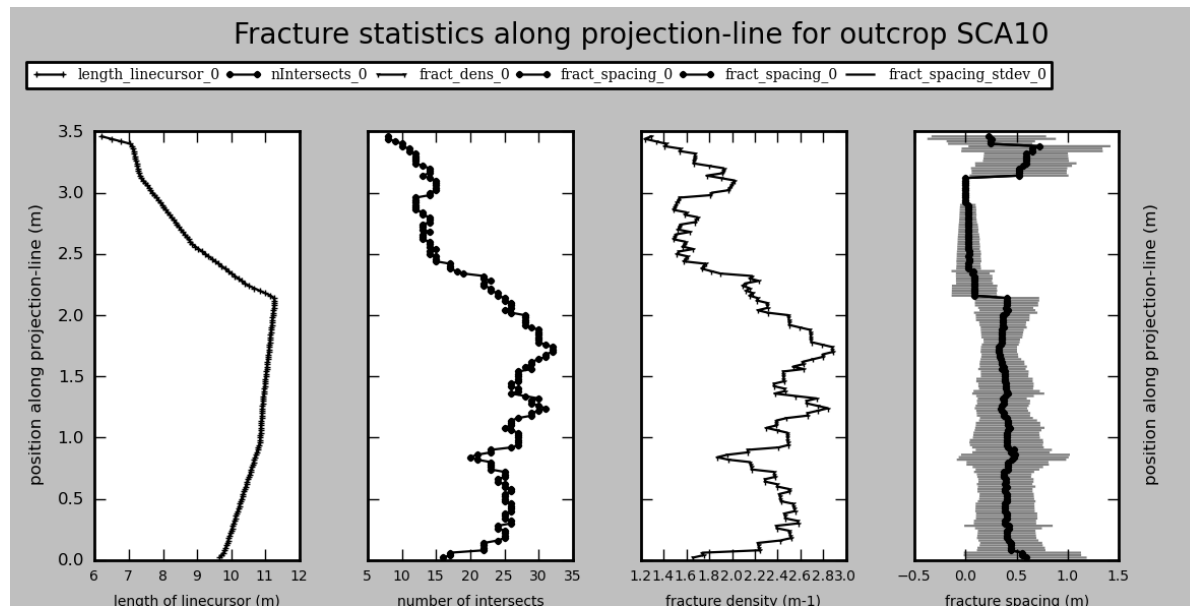 Fracture statistics along projection-line for outcrop SCA10
length_linecursor_0 nIntersects_0 fract_dens_0 fract_spacing_0 fract_spacing_0 fract_spacing_stdev_0
position along projection-line (m)
3.5
3.0
2.5
2.0
1.5
1.0
0.5
0.0
6 7 8 9 10 11 12
length of linecursor (m)
5 10 15 20 25 30 35
number of intersects
1.2 1.4 1.6 1.8 2.0 2.2 2.4 2.6 2.8 3.0
fracture density (m-1)
−0.5 0.0 0.5 1.0 1.5
fracture spacing (m)
position along projection-line (m)